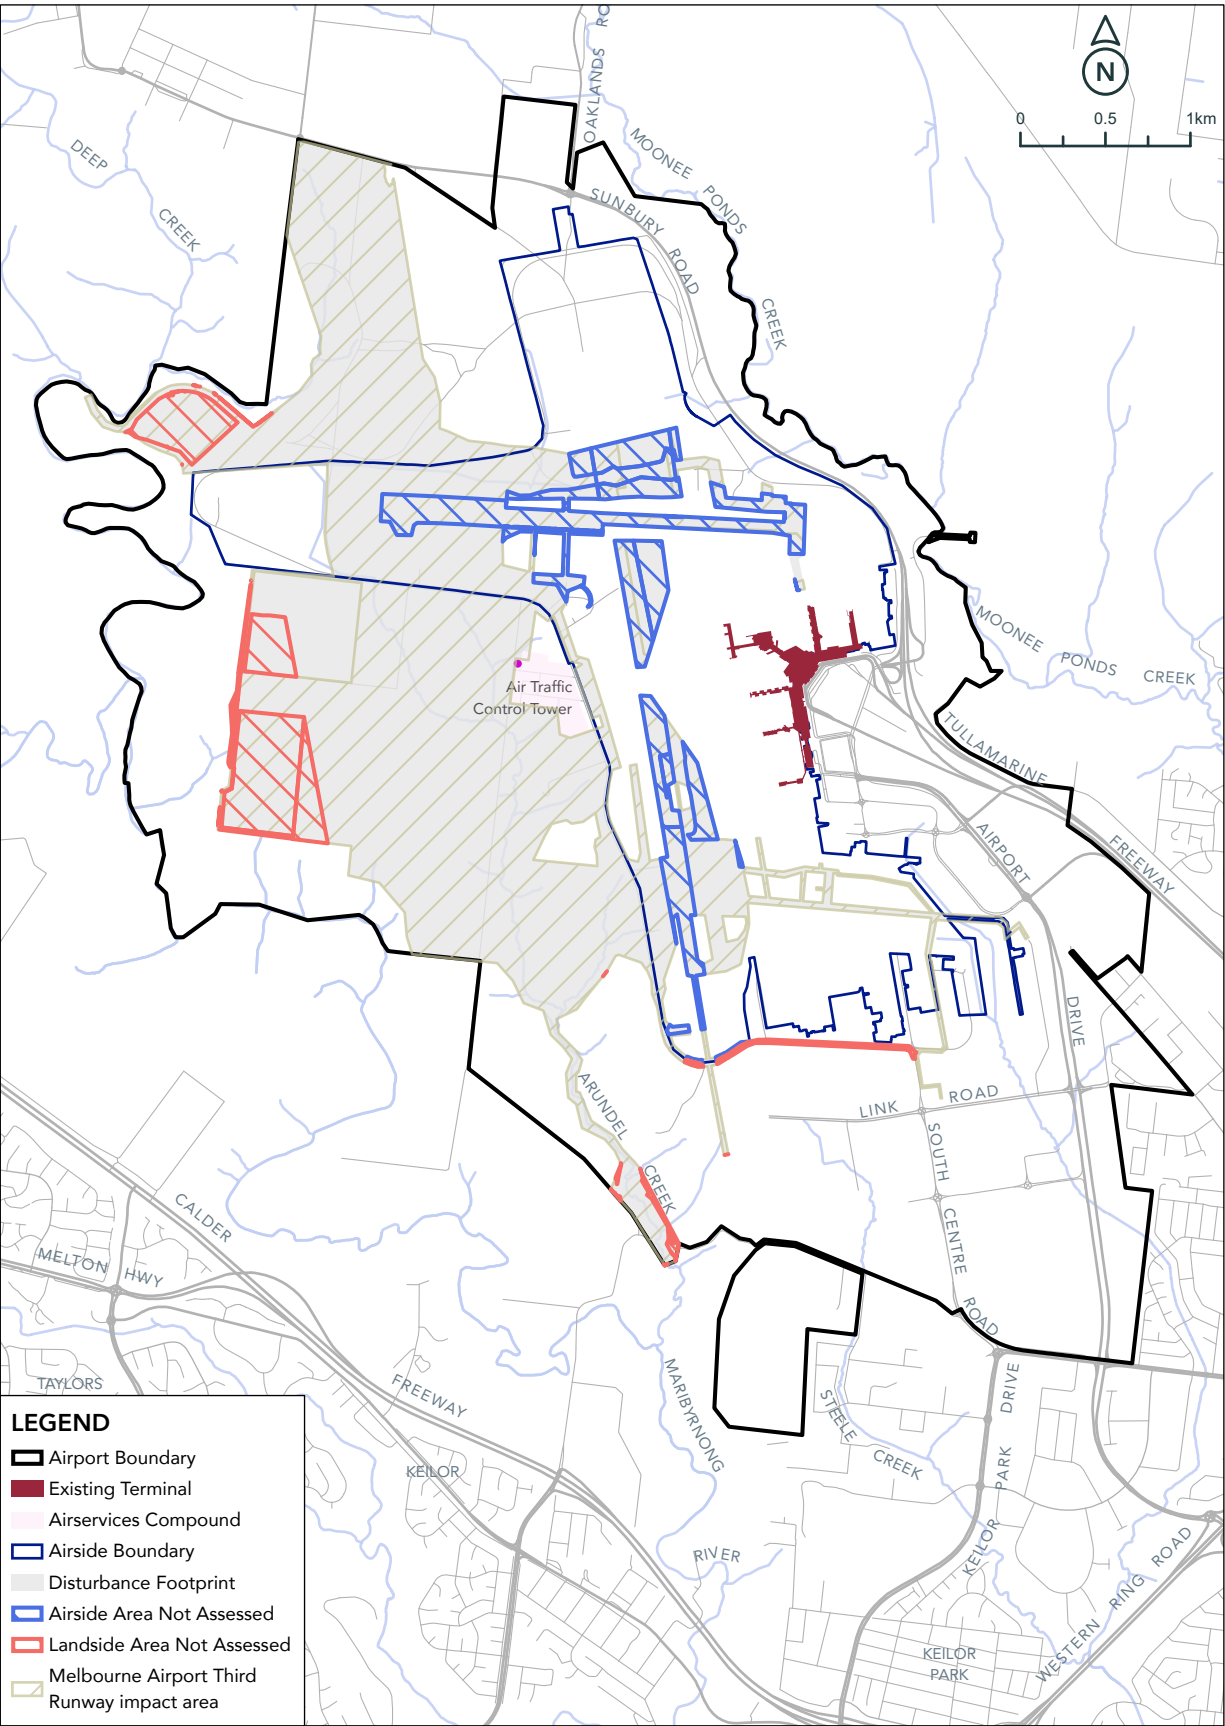 OAKLANDS RO
N
0 0.5 1km
DEEP
CREEK
MOONEE
PONDS
CREEK
SUNBURY
ROAD
MOONEE
PONDS
CREEK
Air Traffic
Control Tower
TULLAMARINE
FREEWAY
AIRPORT
DRIVE
ARUNDEL
CREEK
LINK
ROAD
SOUTH
CENTRE
ROAD
CALDER
FREEWAY
MELTON
HWY
TAYLORS
KEILOR
MARIBYRNONG
RIVER
STEELE
CREEK
KEILOR
PARK
DRIVE
KEILOR
PARK
WESTERN
RING
ROAD
LEGEND
Airport Boundary
Existing Terminal
Airservices Compound
Airside Boundary
Disturbance Footprint
Airside Area Not Assessed
Landside Area Not Assessed
Melbourne Airport Third
Runway impact area